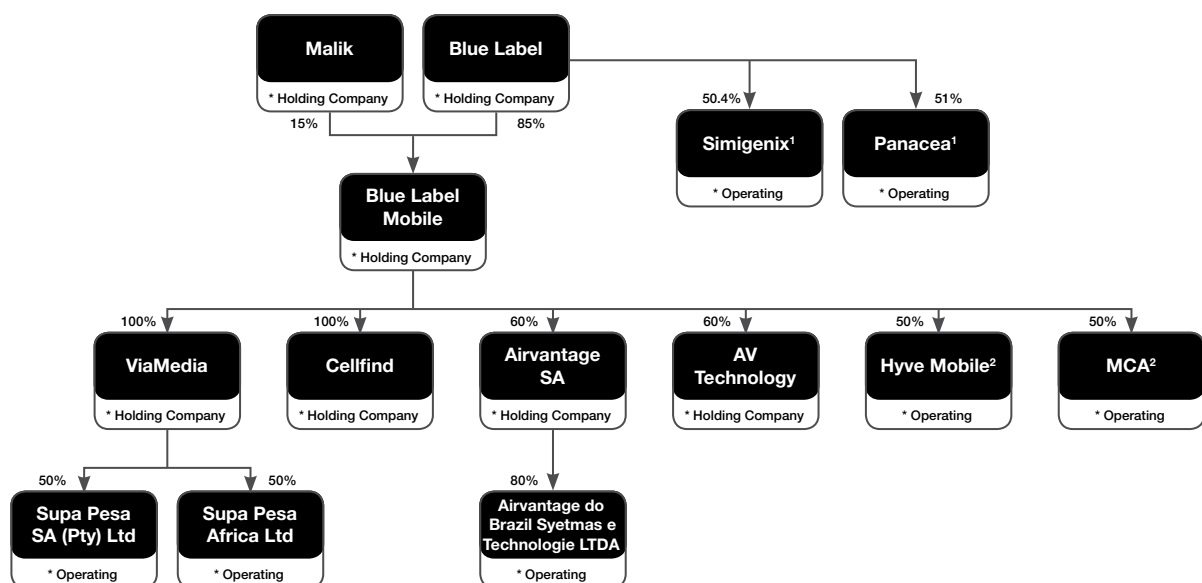 Malik
* Holding Company
Blue Label
* Holding Company
15%
85%
50.4%
51%
Simigenix¹
* Operating
Panacea¹
* Operating
Blue Label
Mobile
* Holding Company
100%
100%
60%
60%
50%
50%
ViaMedia
* Holding Company
Cellfind
* Holding Company
Airvantage
SA
* Holding Company
AV
Technology
* Holding Company
Hyve Mobile²
* Operating
MCA²
* Operating
50%
50%
80%
Supa Pesa
SA (Pty) Ltd
* Operating
Supa Pesa
Africa Ltd
* Operating
Airvantage do
Brazil Syetmas e
Technologie LTDA
* Operating